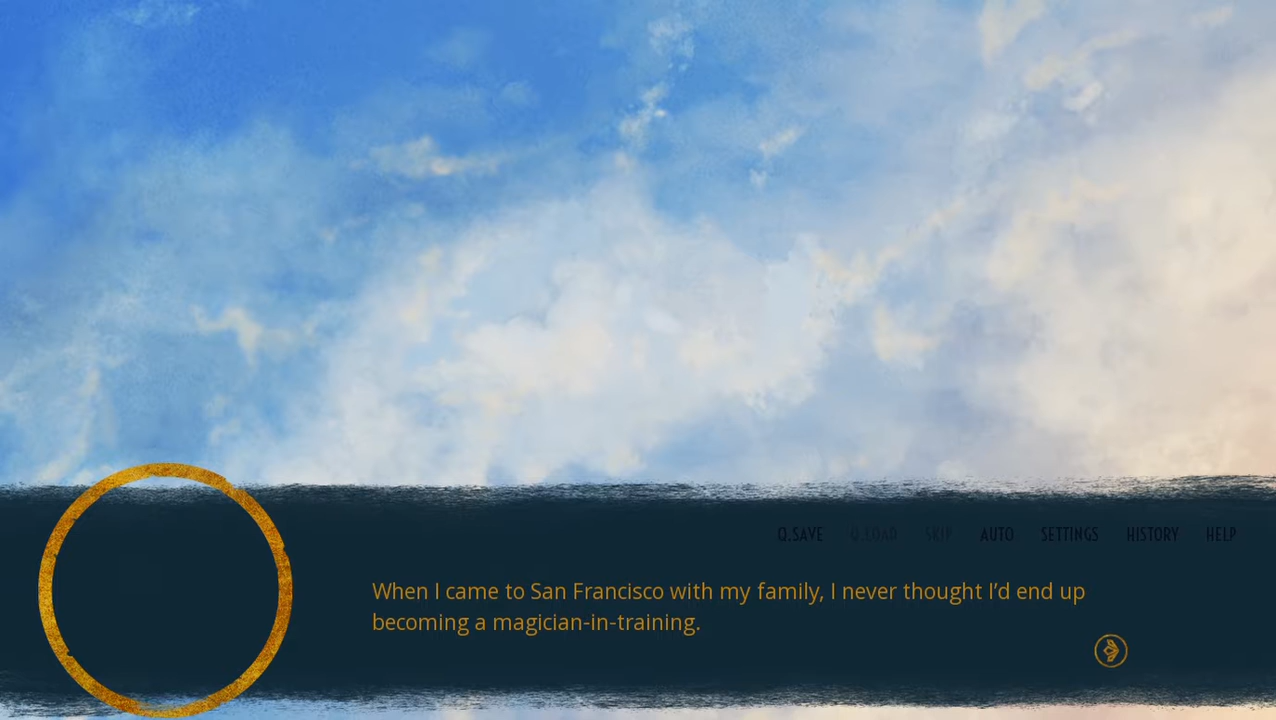 Q.SAVE Q.LOAD SKIP AUTO SETTINGS HISTORY HELP
When I came to San Francisco with my family, I never thought I’d end up
becoming a magician-in-training.